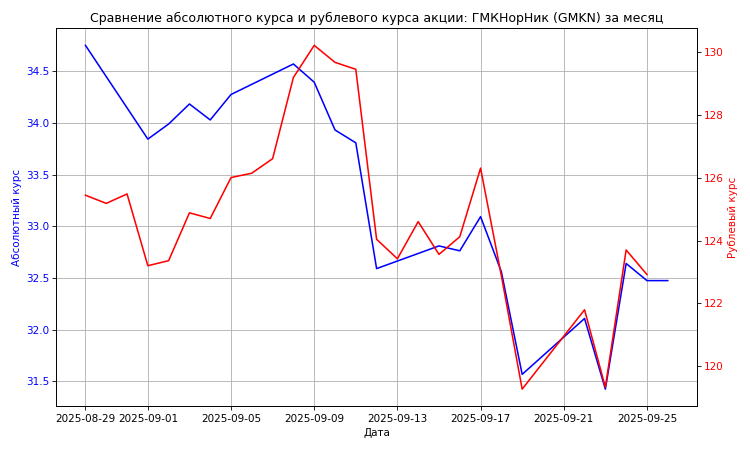 Сравнение абсолютного курса и рублевого курса акции: ГМКНорНик (GMKN) за месяц
34.5
34.0
33.5
33.0
32.5
32.0
31.5
Абсолютный курс
130
128
126
124
122
120
Рублевый курс
2025-08-29 2025-09-01 2025-09-05 2025-09-09 2025-09-13 2025-09-17 2025-09-21 2025-09-25
Дата